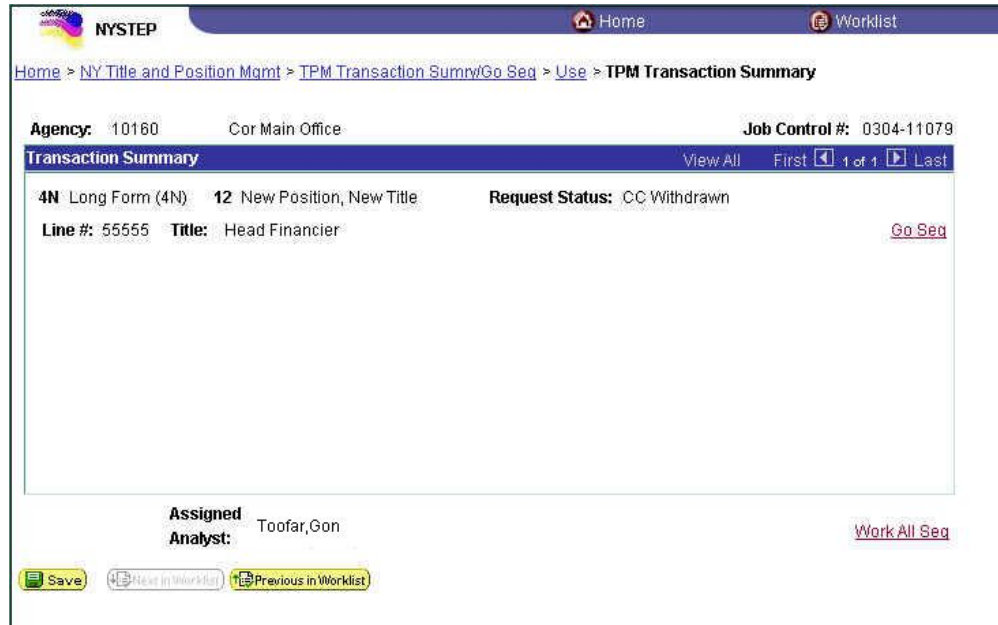 NYSTEP Home Worklist
Home > NY Title and Position Mgmt > TPM Transaction Sumry/Go Seq > Use > TPM Transaction Summary
Agency: 10160 Cor Main Office Job Control #: 0304-11079
Transaction Summary View All First 1 of 1 Last
4N Long Form (4N) 12 New Position, New Title Request Status: CC Withdrawn
Line #: 55555 Title: Head Financier Go Seq
Assigned
Analyst: Toofar,Gon Work All Seq
Save Next in Worklist Previous in Worklist